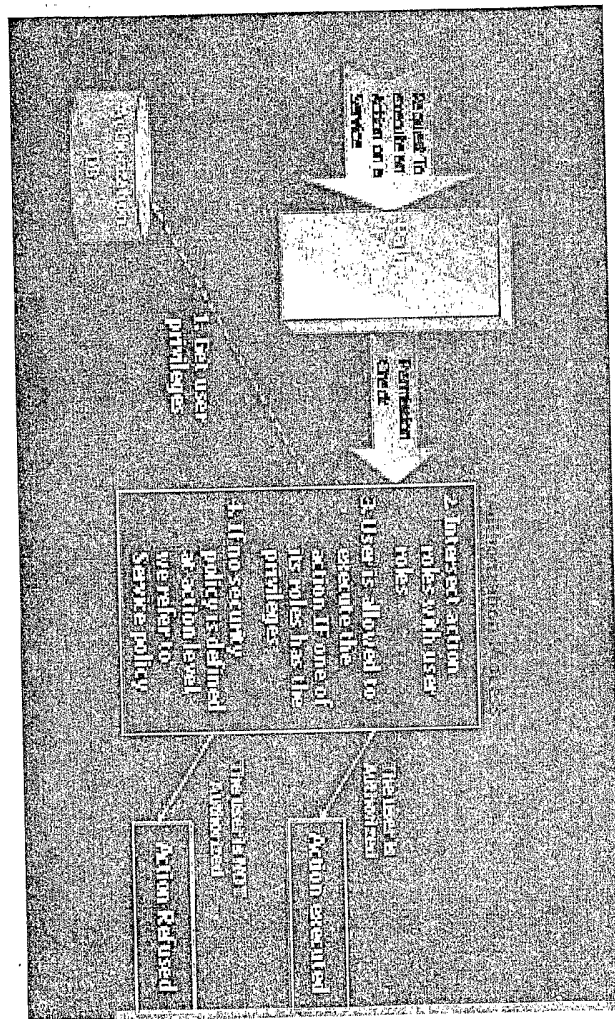 Request To
execute an
Action on a
Service
Permission
Check
Authorization
DB
1. Get user
privileges
2. Intersect action
roles with user
roles
3. User is allowed to
execute the
action IF one of
is roles has the
privileges
4. If no security
policy is defined
at action level,
we refer to
Service policy
The user is
Authorized
The user is NOT
Authorized
Action executed
Action Refused